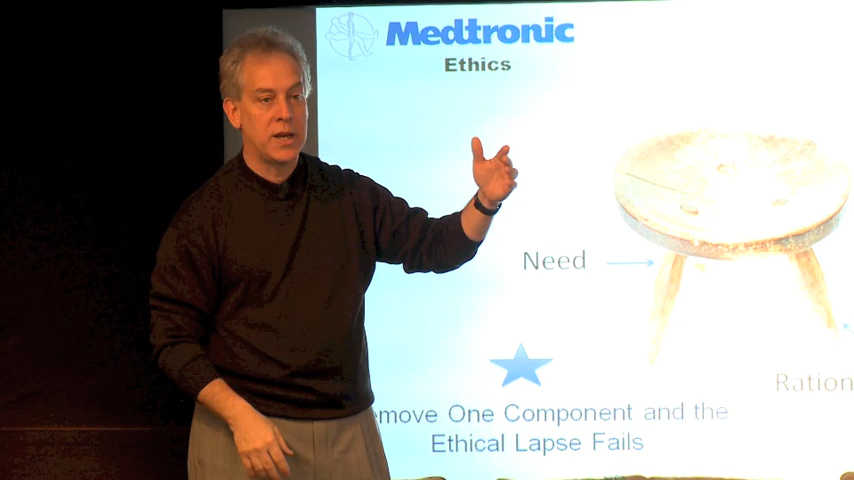 Medtronic
Ethics
Need
Ration
emove One Component and the
Ethical Lapse Fails